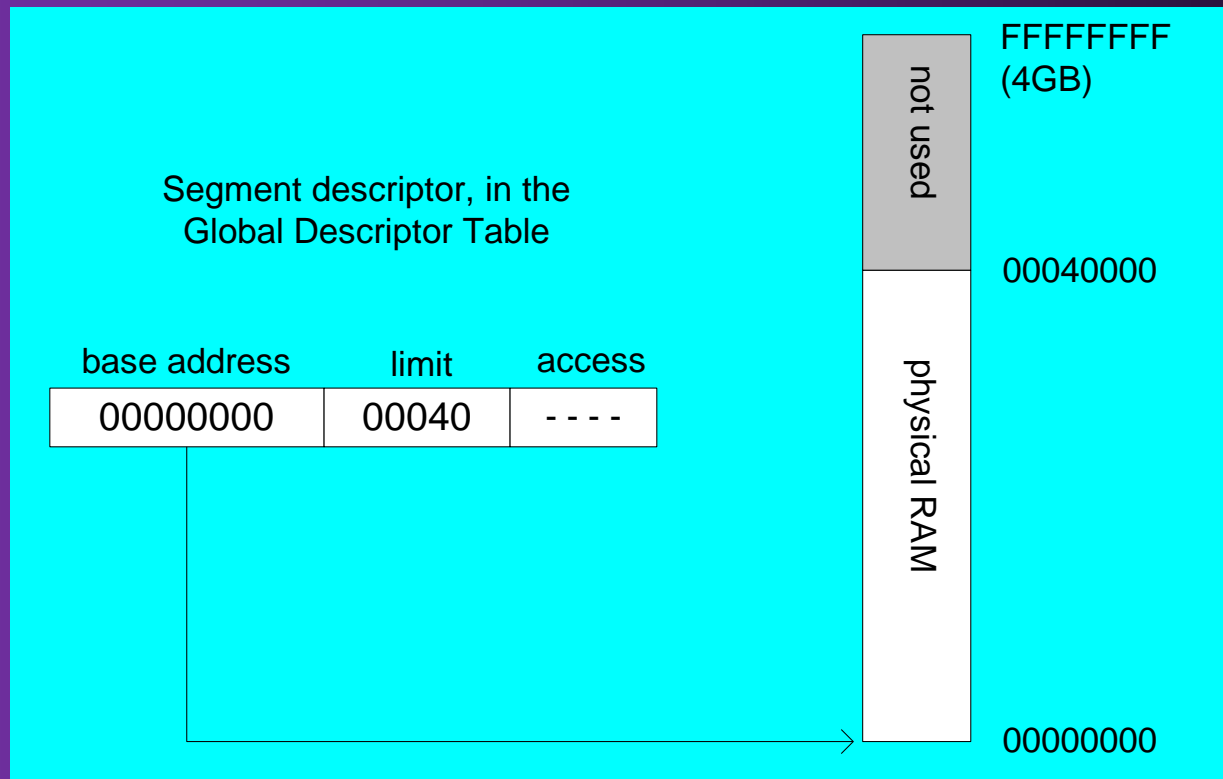 FFFFFFFF
(4GB)
not used
Segment descriptor, in the
Global Descriptor Table
00040000
base address
limit
access
00000000
00040
- - - -
physical RAM
00000000